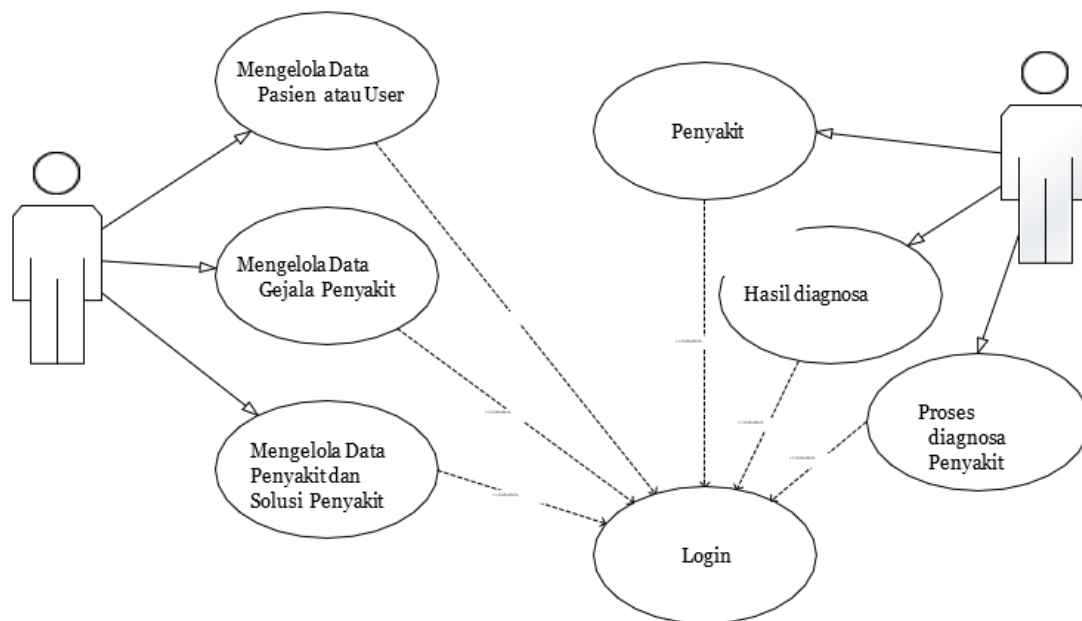 Mengelola Data
Pasien atau User
Penyakit
Mengelola Data
Gejala Penyakit
Hasil diagnosa
Proses
diagnosa
Penyakit
Mengelola Data
Penyakit dan
Solusi Penyakit
Login